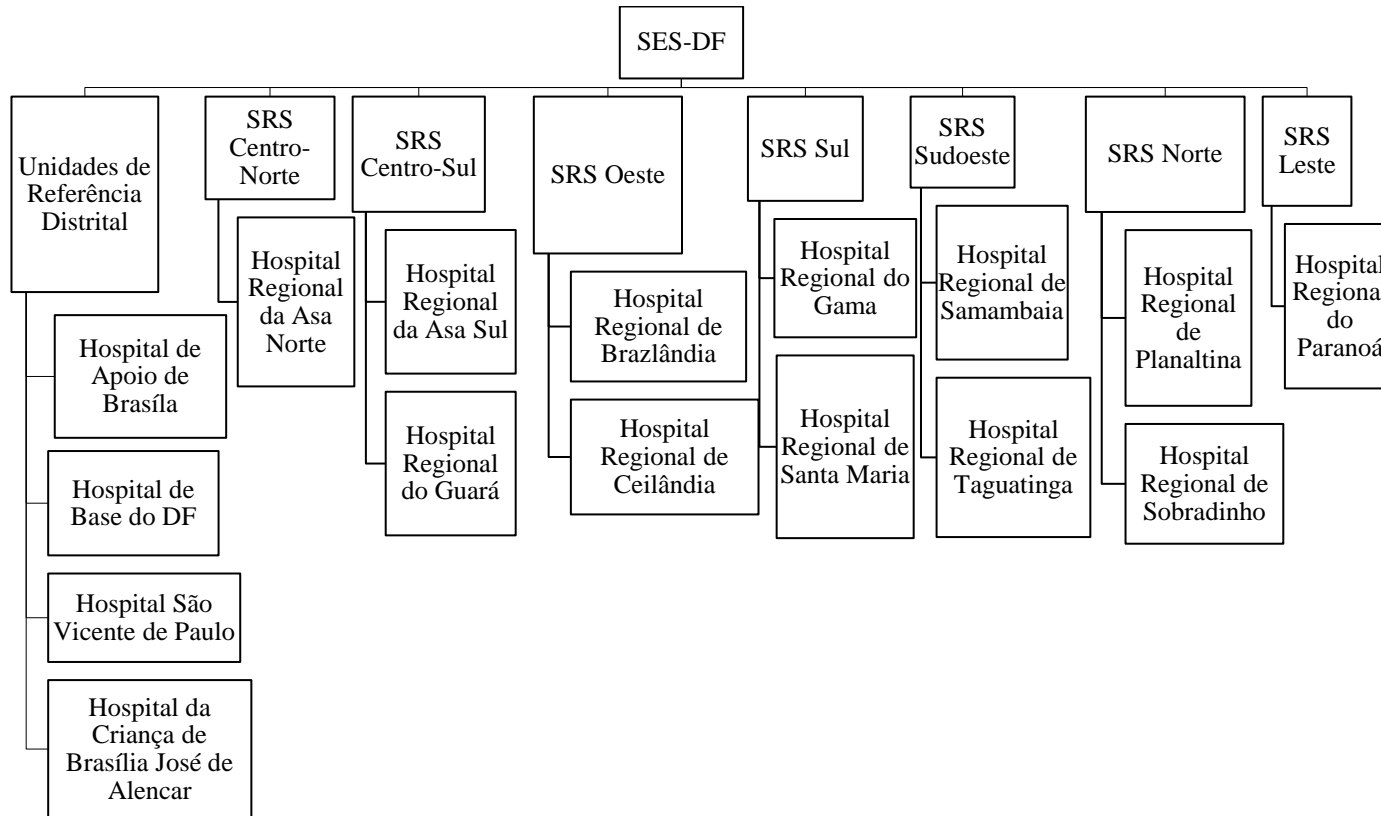 SES-DF
Unidades de
Referência
Distrital
Hospital de
Apoio de
Brasíla
Hospital de
Base do DF
Hospital São
Vicente de Paulo
Hospital da
Criança de
Brasília José de
Alencar
SRS
Centro-
Norte
Hospital
Regional
da Asa
Norte
SRS
Centro-Sul
Hospital
Regional
da Asa Sul
Hospital
Regional
do Guará
SRS Oeste
Hospital
Regional de
Brazlândia
Hospital
Regional de
Ceilândia
SRS Sul
Hospital
Regional do
Gama
Hospital
Regional de
Santa Maria
SRS
Sudoeste
Hospital
Regional de
Samambaia
Hospital
Regional de
Taguatinga
SRS Norte
Hospital
Regional
de
Planaltina
Hospital
Regional de
Sobradinho
SRS
Leste
Hospital
Regional
do
Paranoá